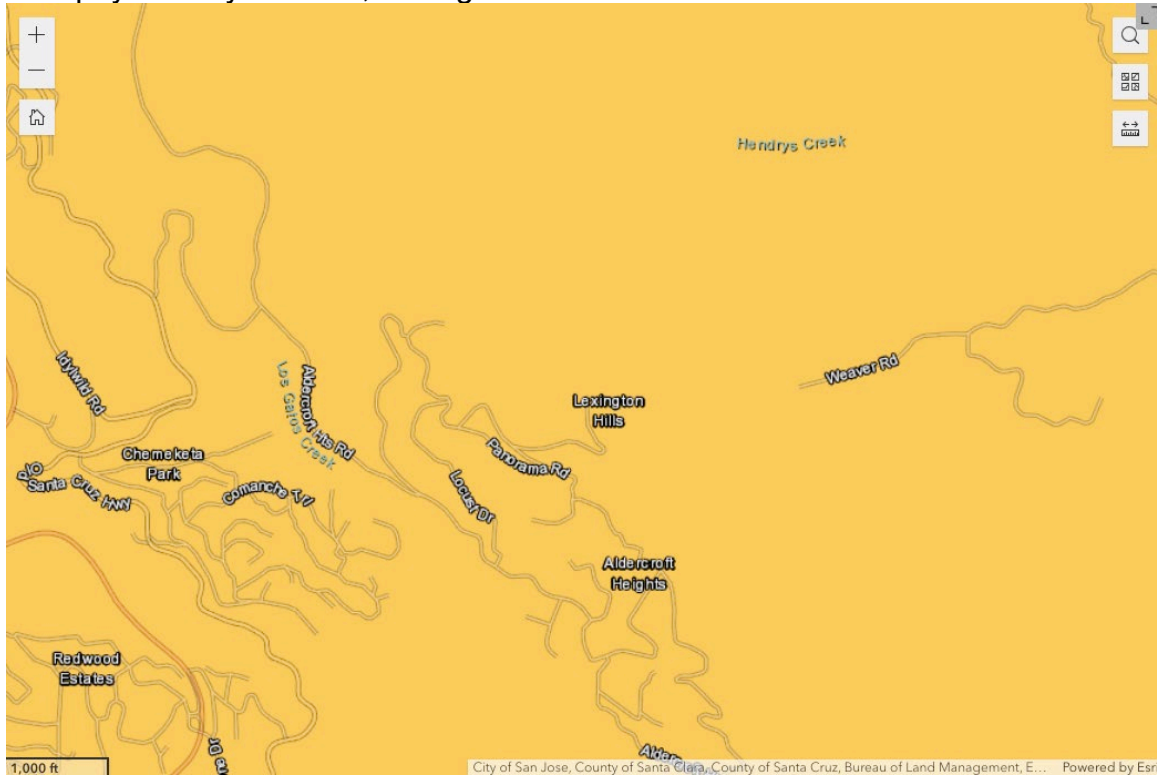 Hendrys Creek
Idylwild Rd
Aldercroft Hts Rd
Los Gatos Creek
Weaver Rd
Lexington
Hills
Chemeketa
Park
Panorama Rd
Old
Santa Cruz Hwy
Comanche
Locust Dr
Aldercroft
Heights
Redwood
Estates
Dr
1,000 ft
City of San Jose, County of Santa Clara, County of Santa Cruz, Bureau of Land Management, E...
Powered by Esri